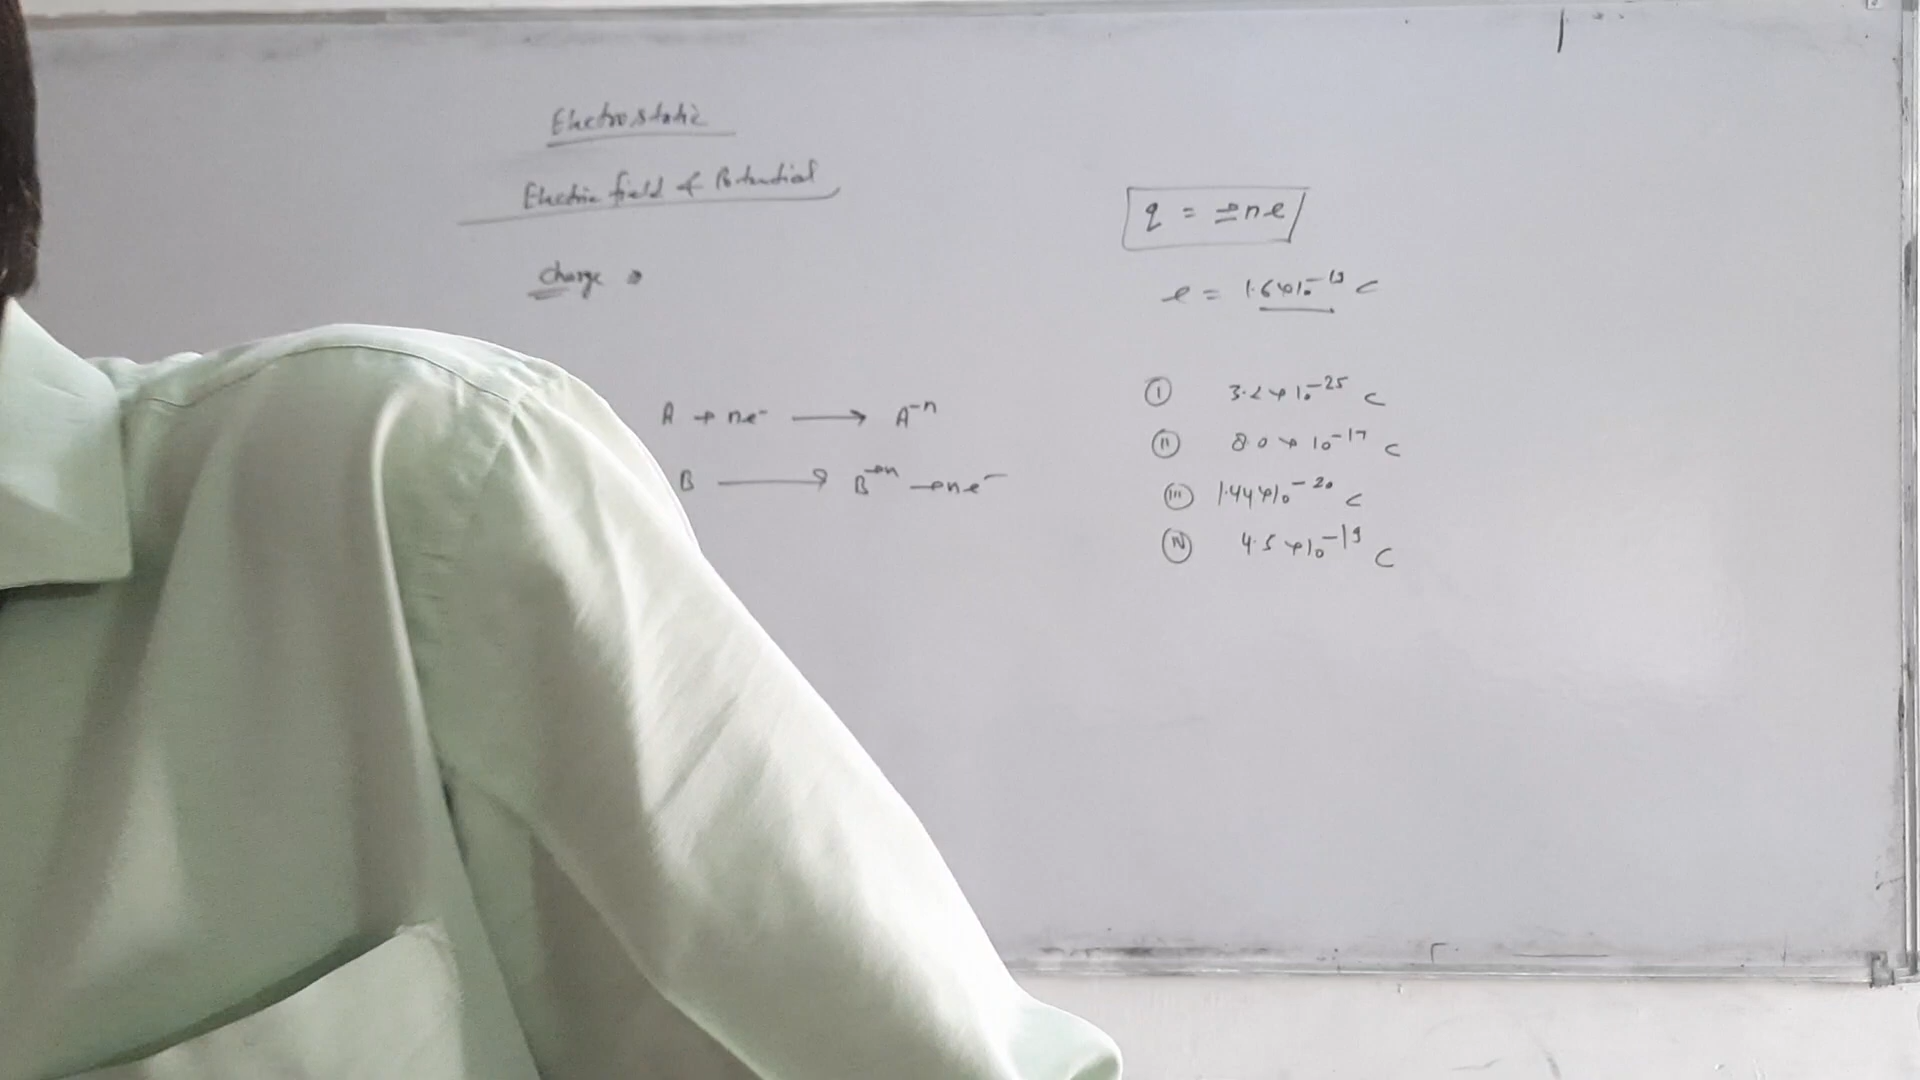 Electrostatic
Electric field & Potential
Charge →
A + ne⁻ ⟶ A⁻ⁿ
B ⟶ B⁺ⁿ + ne⁻
q = ±ne
e = 1.6×10⁻¹⁹ C
(I) 3.2×10⁻²⁵ C
(II) 8.0×10⁻¹⁷ C
(III) 1.44×10⁻²⁰ C
(IV) 4.5×10⁻¹⁹ C